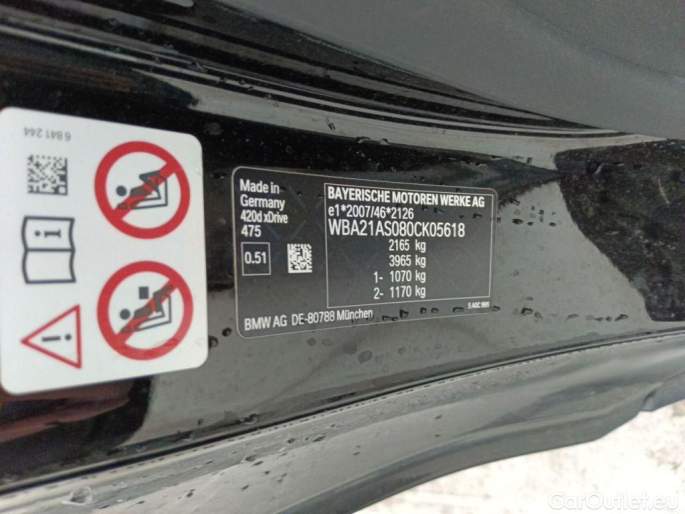 6 841 244
Made in
Germany
420d xDrive
475
0.51
BAYERISCHE MOTOREN WERKE AG
e1*2007/46*2126
WBA21AS080CK05618
2165 kg
3965 kg
1- 1070 kg
2- 1170 kg
BMW AG DE-80788 München
CarOutlet.eu